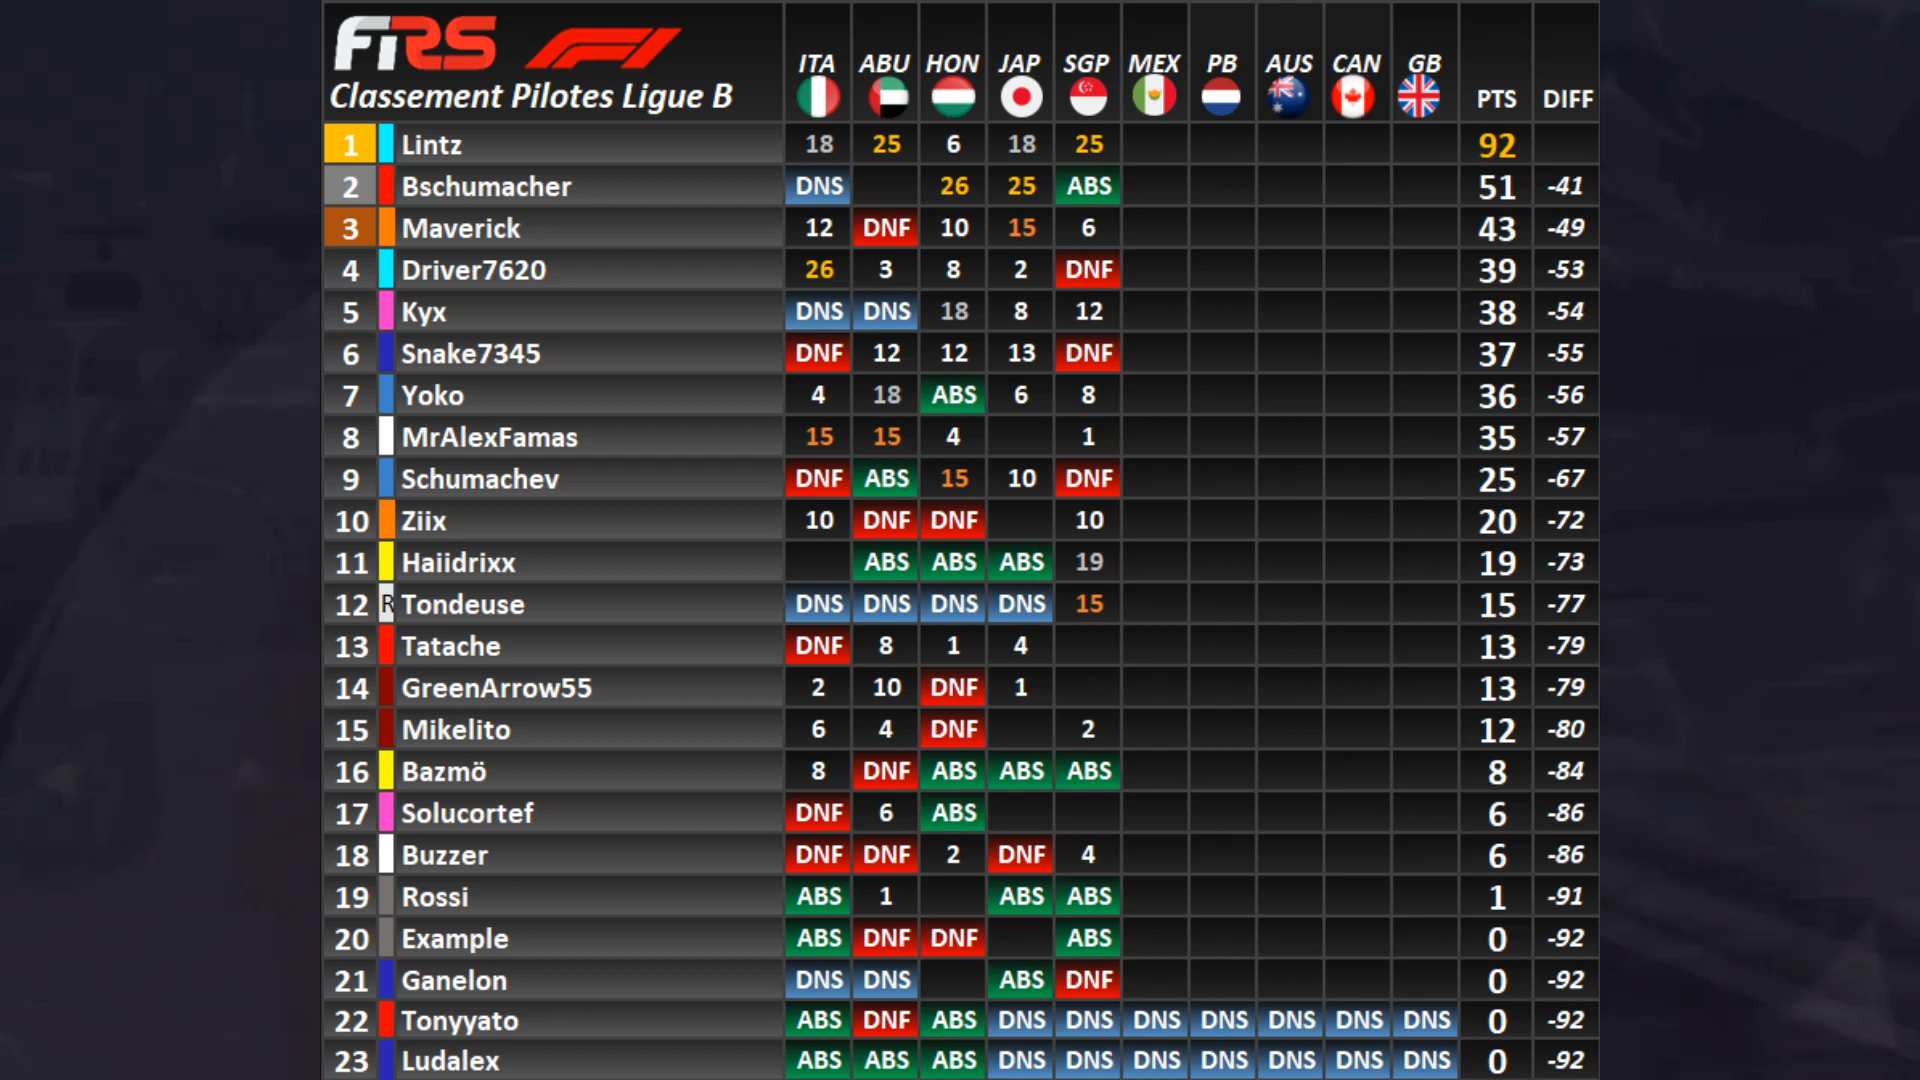 FRS F1
Classement Pilotes Ligue B
ITA ABU HON JAP SGP MEX PB AUS CAN GB PTS DIFF
1 Lintz 18 25 6 18 25 92
2 Bschumacher DNS 26 25 ABS 51 -41
3 Maverick 12 DNF 10 15 6 43 -49
4 Driver7620 26 3 8 2 DNF 39 -53
5 Kyx DNS DNS 18 8 12 38 -54
6 Snake7345 DNF 12 12 13 DNF 37 -55
7 Yoko 4 18 ABS 6 8 36 -56
8 MrAlexFamas 15 15 4 1 35 -57
9 Schumachev DNF ABS 15 10 DNF 25 -67
10 Ziix 10 DNF DNF 10 20 -72
11 Haiidrixx ABS ABS ABS 19 19 -73
12 R Tondeuse DNS DNS DNS DNS 15 15 -77
13 Tatache DNF 8 1 4 13 -79
14 GreenArrow55 2 10 DNF 1 13 -79
15 Mikelito 6 4 DNF 2 12 -80
16 Bazmö 8 DNF ABS ABS ABS 8 -84
17 Solucortef DNF 6 ABS 6 -86
18 Buzzer DNF DNF 2 DNF 4 6 -86
19 Rossi ABS 1 ABS ABS 1 -91
20 Example ABS DNF DNF ABS 0 -92
21 Ganelon DNS DNS ABS DNF 0 -92
22 Tonyyato ABS DNF ABS DNS DNS DNS DNS DNS DNS DNS 0 -92
23 Ludalex ABS ABS ABS DNS DNS DNS DNS DNS DNS DNS 0 -92